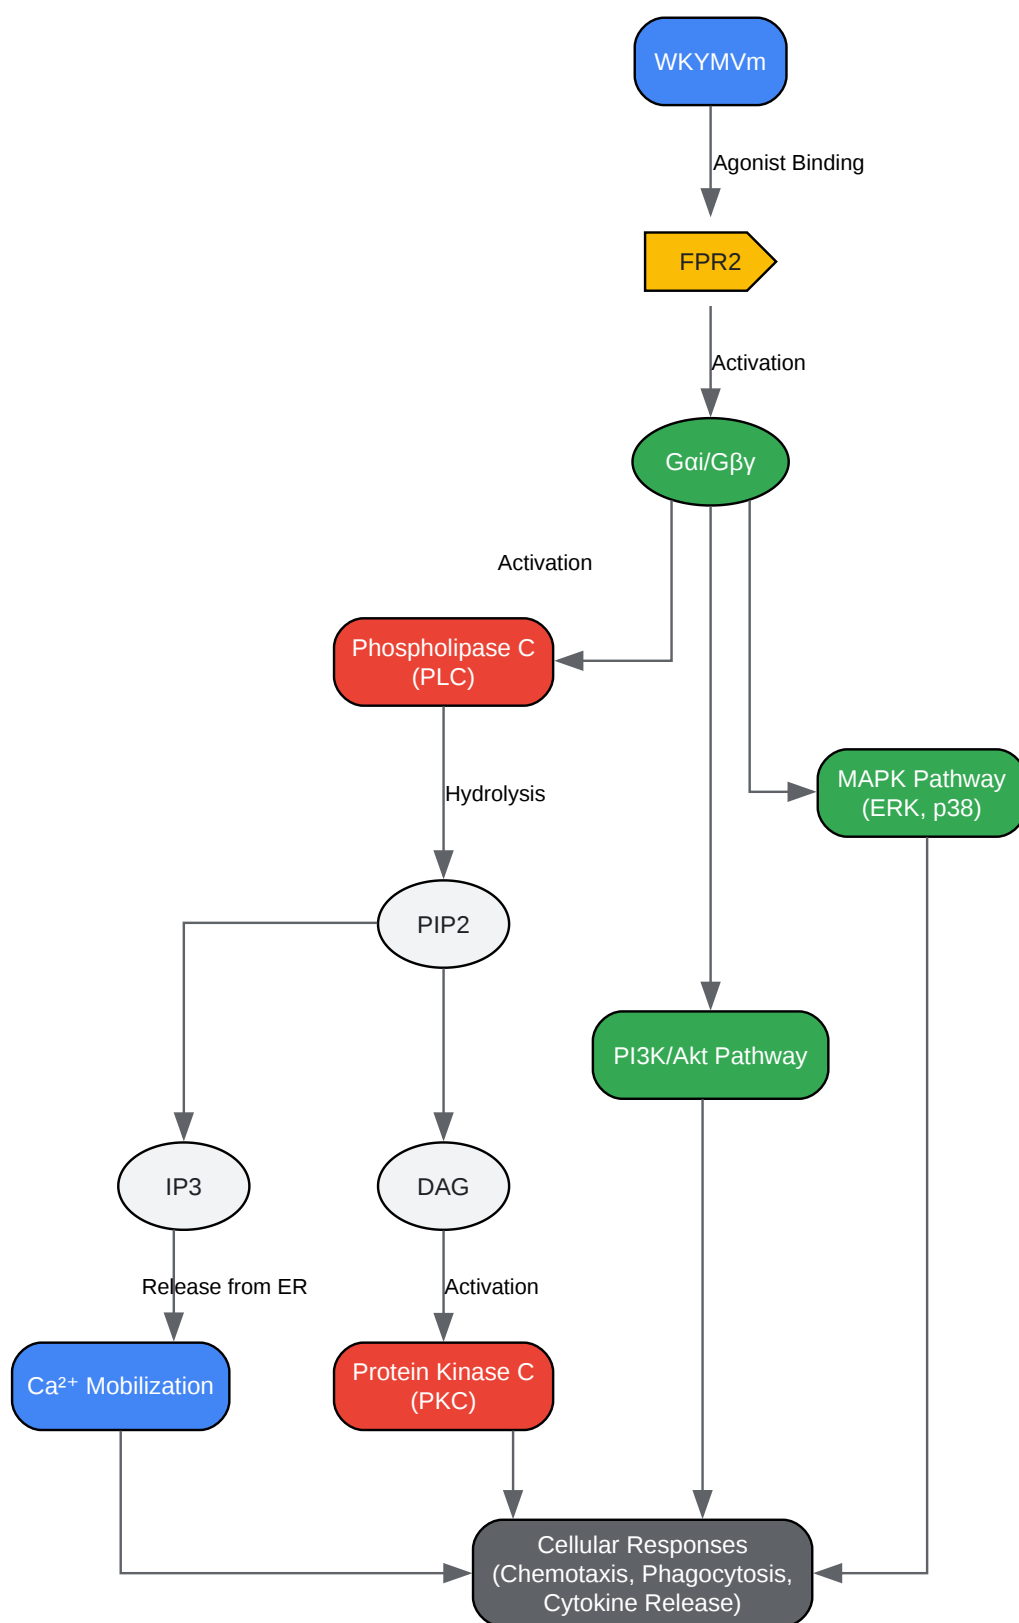 WKYMVm
Agonist Binding
FPR2
Activation
Gαi/Gβγ
Activation
Phospholipase C
(PLC)
MAPK Pathway
(ERK, p38)
Hydrolysis
PIP2
PI3K/Akt Pathway
IP3
DAG
Release from ER
Activation
Ca²⁺ Mobilization
Protein Kinase C
(PKC)
Cellular Responses
(Chemotaxis, Phagocytosis,
Cytokine Release)